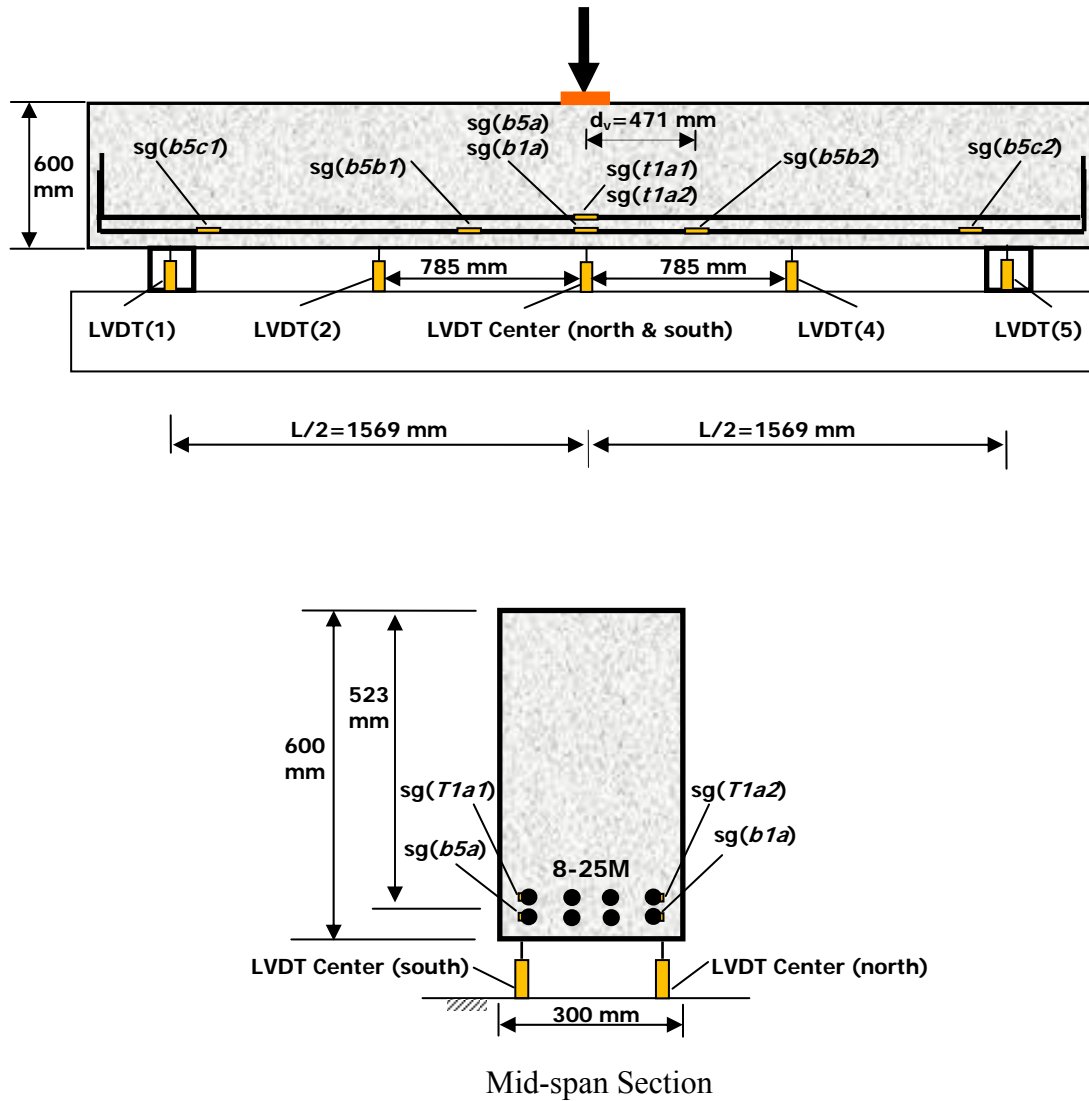 sg(b5a)
sg(b1a)
dv=471 mm
sg(b5c1)
sg(b5b1)
sg(t1a1)
sg(t1a2)
sg(b5b2)
sg(b5c2)
600
mm
785 mm
785 mm
LVDT(1)
LVDT(2)
LVDT Center (north & south)
LVDT(4)
LVDT(5)
L/2=1569 mm
L/2=1569 mm
523
mm
600
mm
sg(T1a1)
sg(T1a2)
sg(b5a)
sg(b1a)
8-25M
LVDT Center (south)
LVDT Center (north)
300 mm
Mid-span Section